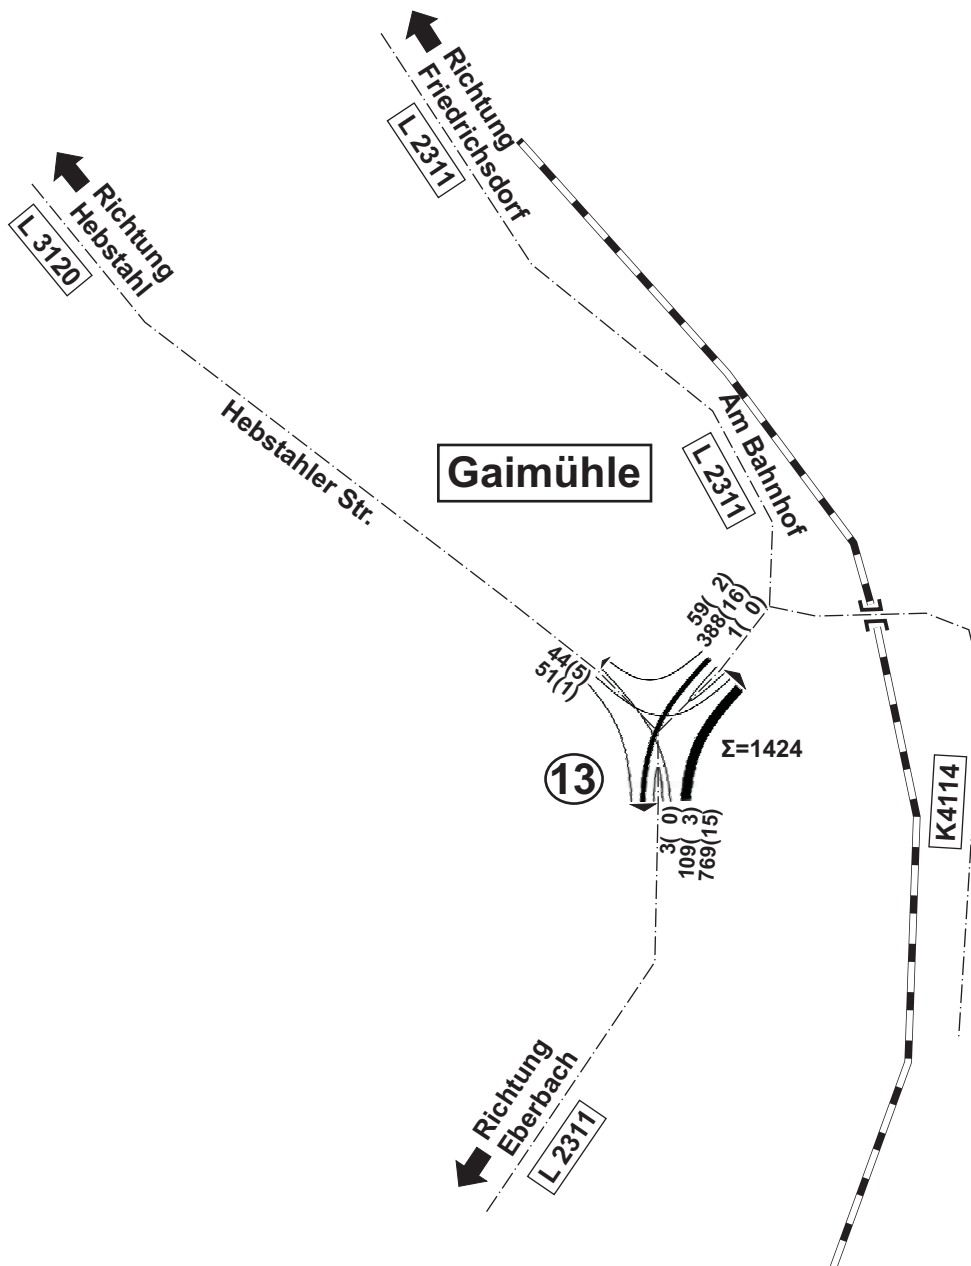 Richtung
Friedrichsdorf
L 2311
Richtung
Hebstahl
L 3120
Hebstahler Str.
Gaimühle
Am Bahnhof
L 2311
59( 2)
388(16)
1( 0)
44(5)
51(1)
Σ=1424
13
3( 0)
109( 3)
769(15)
K4114
Richtung
Eberbach
L 2311